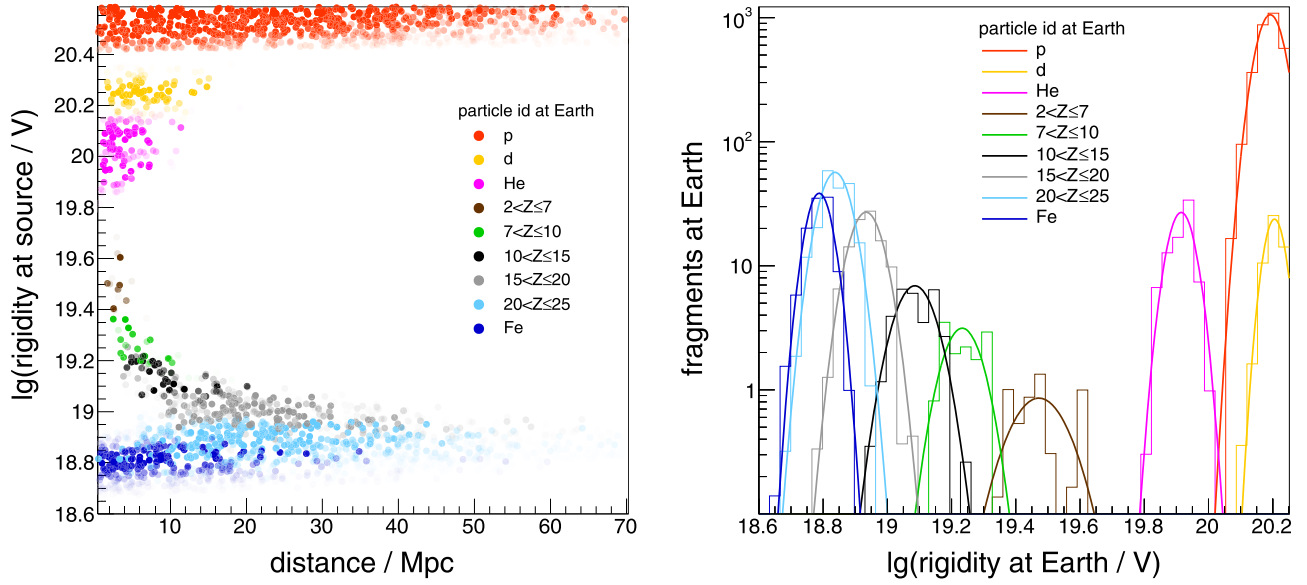 lg(rigidity at source / V)
20.4
20.2
20
19.8
19.6
19.4
19.2
19
18.8
18.6
10 20 30 40 50 60 70
distance / Mpc
particle id at Earth
p
d
He
2<Z≤7
7<Z≤10
10<Z≤15
15<Z≤20
20<Z≤25
Fe
fragments at Earth
10³
10²
10
1
18.6 18.8 19 19.2 19.4 19.6 19.8 20 20.2
lg(rigidity at Earth / V)
particle id at Earth
p
d
He
2<Z≤7
7<Z≤10
10<Z≤15
15<Z≤20
20<Z≤25
Fe